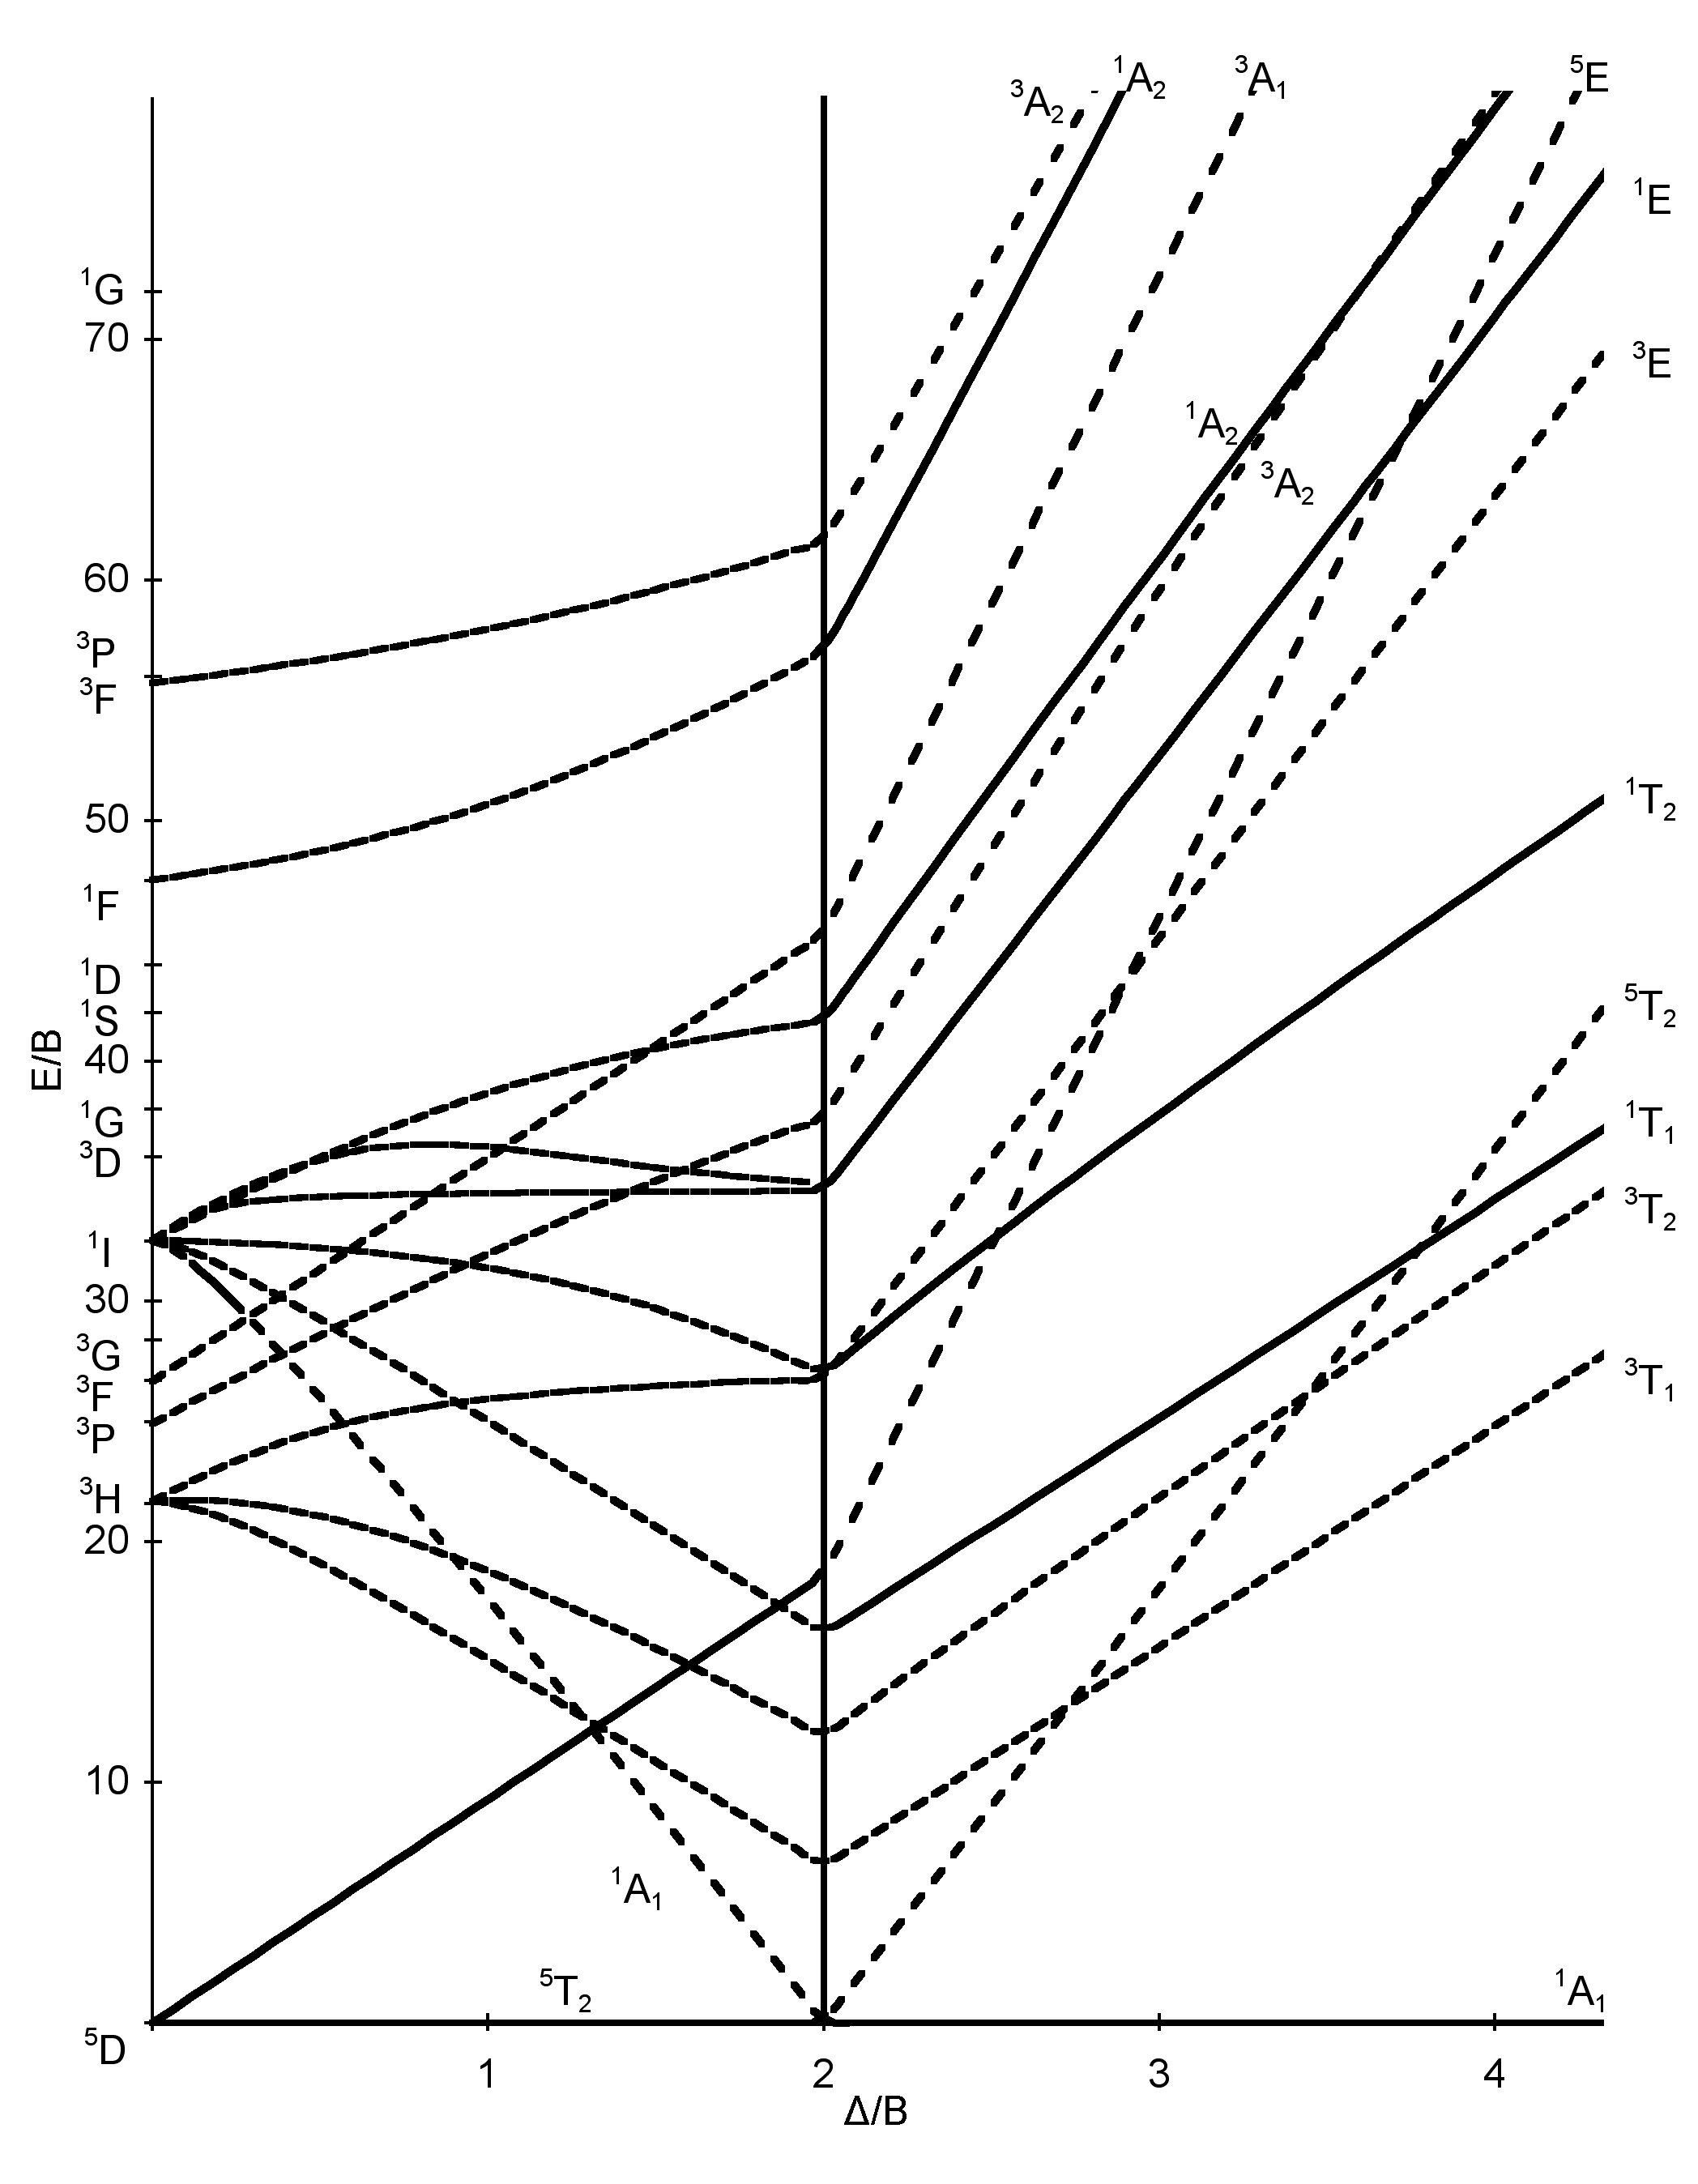 ³A₂
¹A₂
³A₁
⁵E
¹E
¹G
70
³E
¹A₂
³A₂
60
³P
³F
¹T₂
50
¹F
¹D
⁵T₂
¹S
40
E/B
¹G
¹T₁
³D
³T₂
¹I
30
³G
³F
³T₁
³P
³H
20
10
¹A₁
⁵T₂
¹A₁
⁵D
1
2
3
4
Δ/B